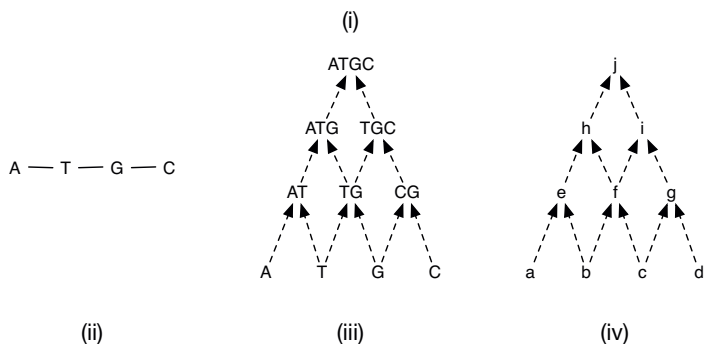 (i)
ATGC
j
ATG TGC
h i
A T G C
AT TG CG
e f g
A T G C
a b c d
(ii) (iii) (iv)